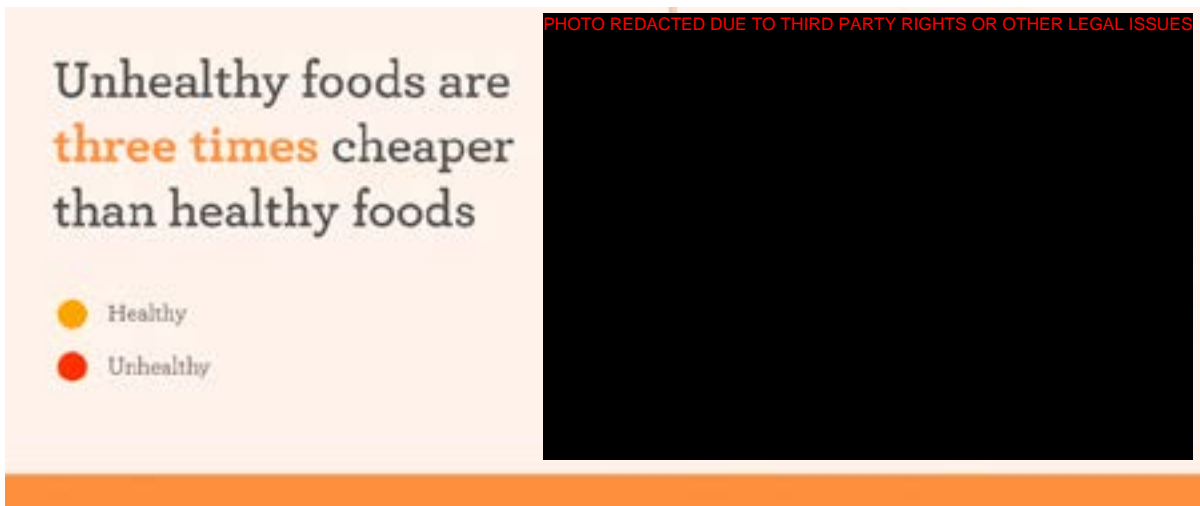 Unhealthy foods are
three times cheaper
than healthy foods
Healthy
Unhealthy
PHOTO REDACTED DUE TO THIRD PARTY RIGHTS OR OTHER LEGAL ISSUES